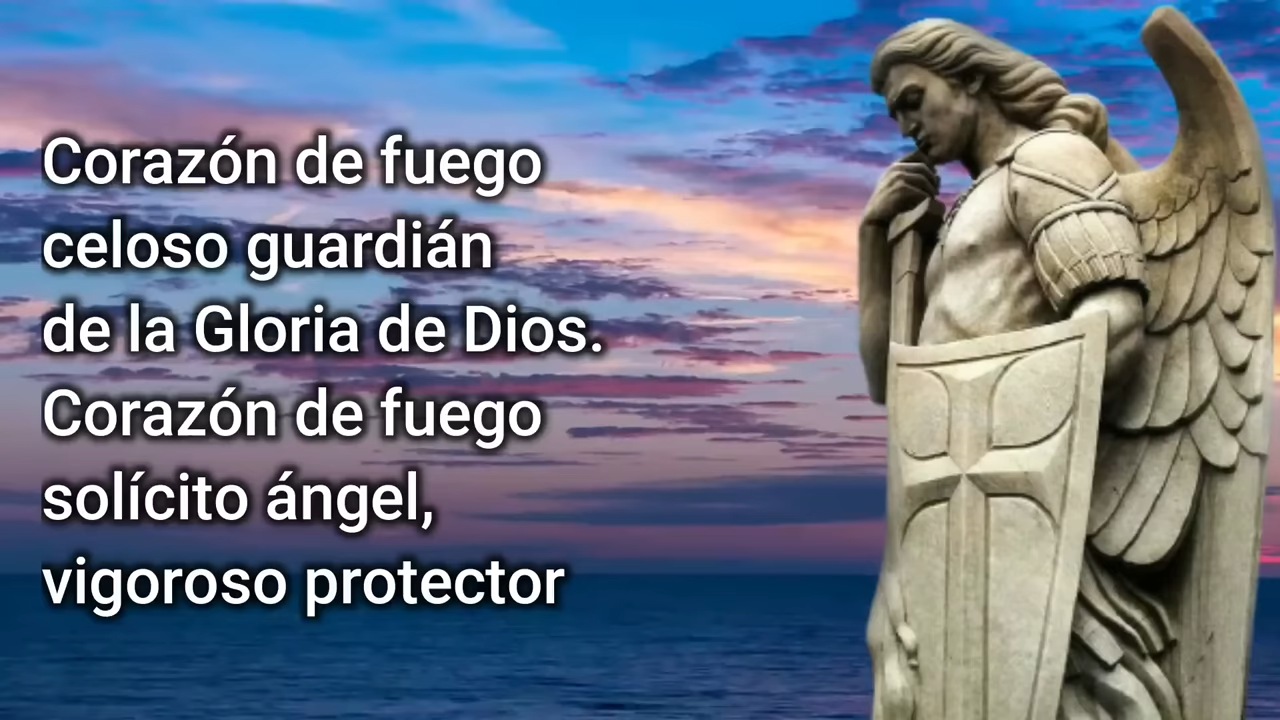 Corazón de fuego
celoso guardián
de la Gloria de Dios.
Corazón de fuego
solícito ángel,
vigoroso protector